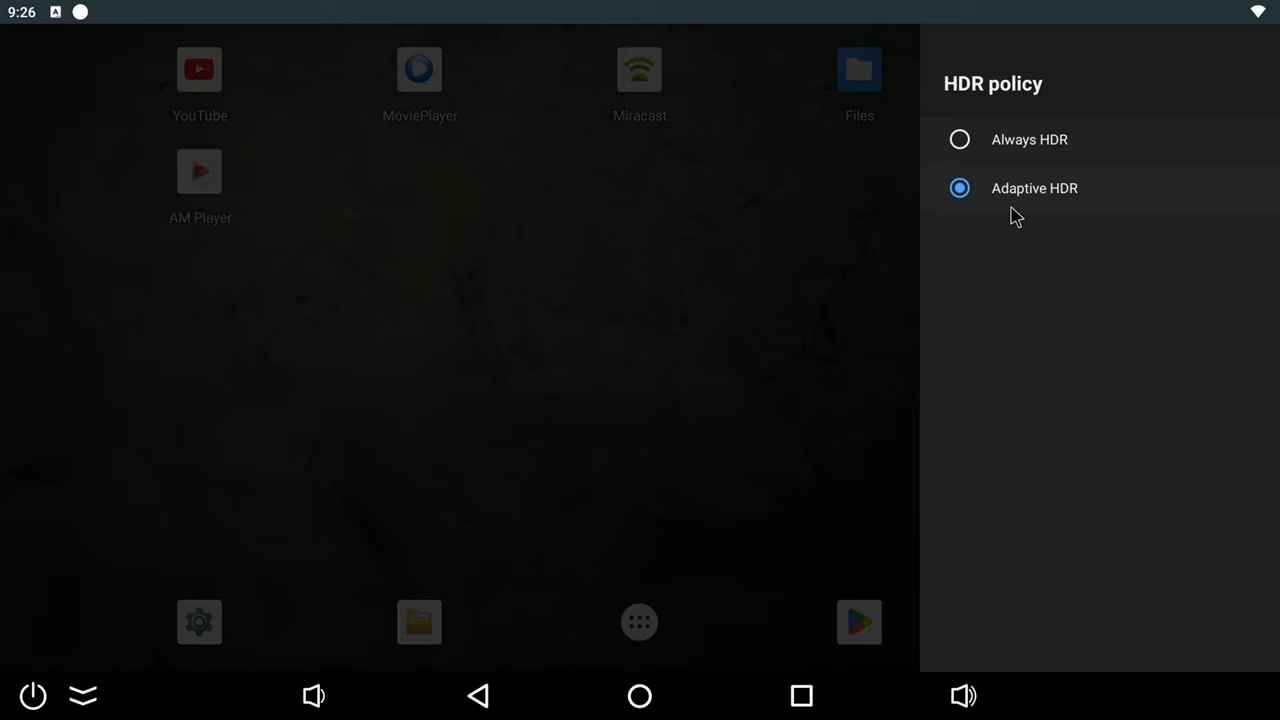 9:26
A
HDR policy
YouTube
MoviePlayer
Miracast
Files
Always HDR
Adaptive HDR
AM Player